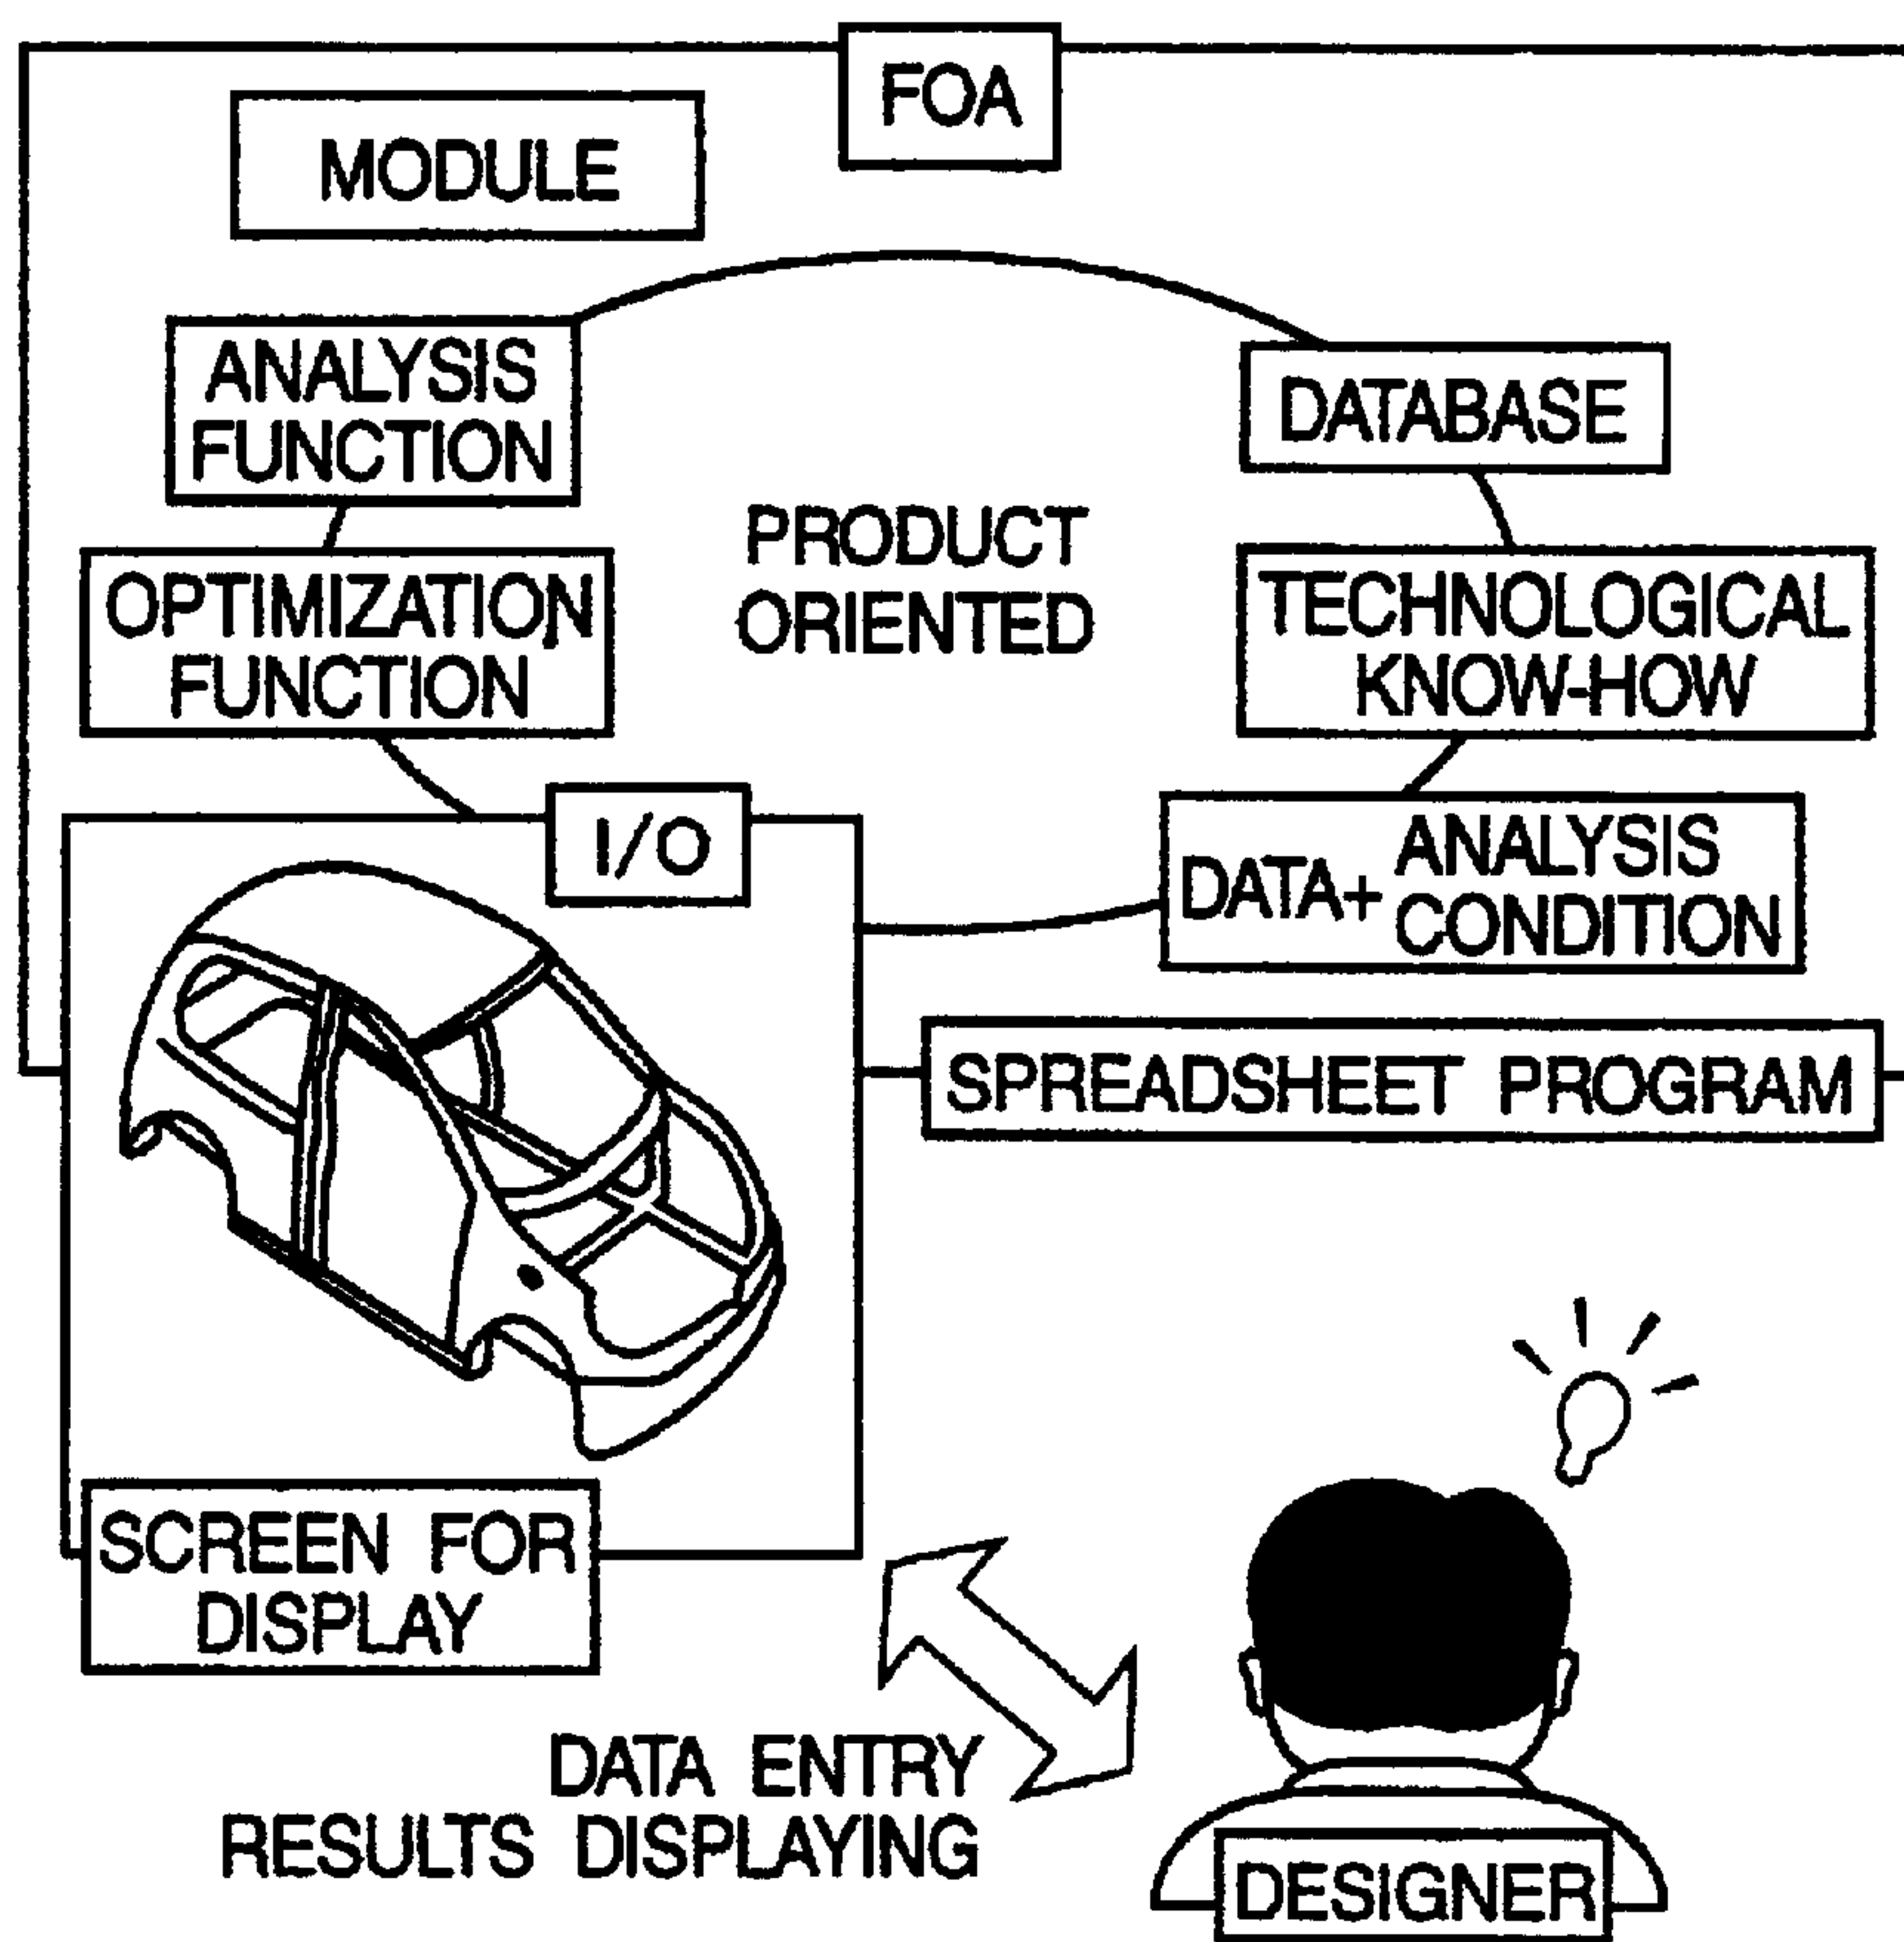 FOA
MODULE
ANALYSIS
FUNCTION
DATABASE
OPTIMIZATION
FUNCTION
PRODUCT
ORIENTED
TECHNOLOGICAL
KNOW-HOW
I/O
DATA+ ANALYSIS
CONDITION
SPREADSHEET PROGRAM
SCREEN FOR
DISPLAY
DATA ENTRY
RESULTS DISPLAYING
DESIGNER